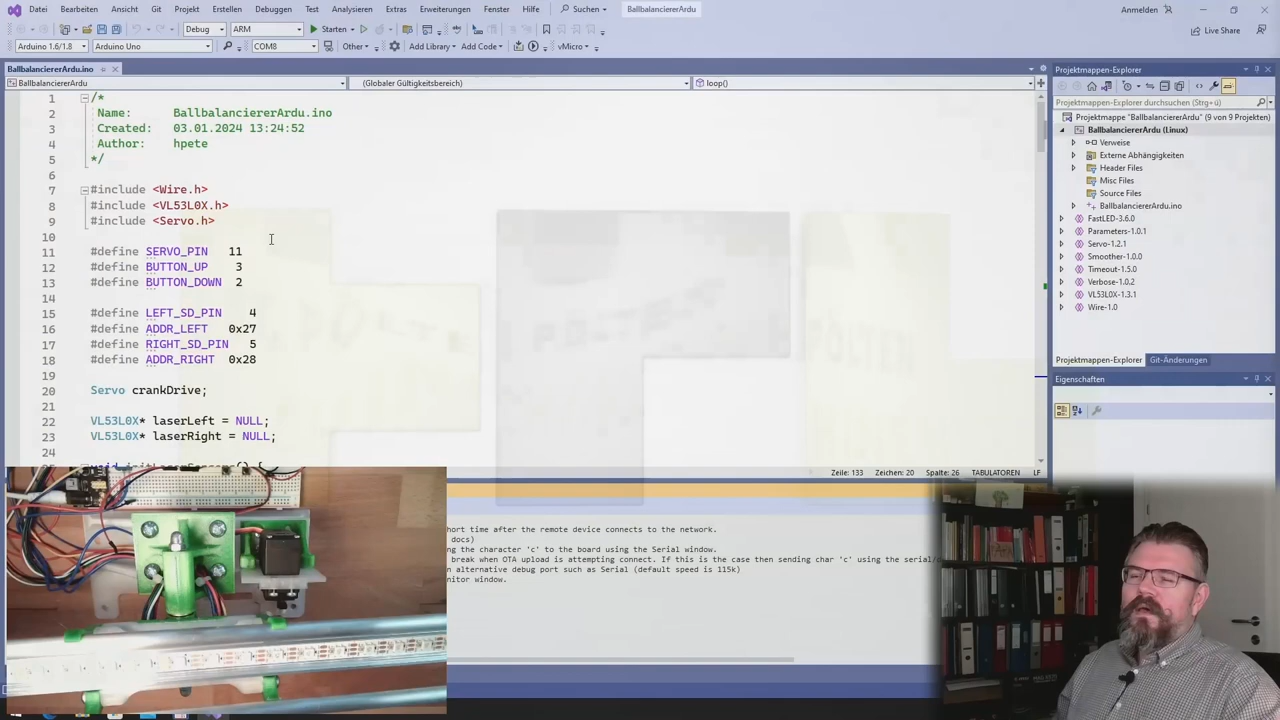 Datei Bearbeiten Ansicht Git Projekt Erstellen Debuggen Test Analysieren Extras Erweiterungen Fenster Hilfe Suchen BallbalanciererArdu Anmelden
Debug ARM Starten Live Share
Arduino 1.6/1.8 Arduino Uno COM8 Other Add Library Add Code vMicro
BallbalanciererArdu.ino
BallbalanciererArdu (Globaler Gültigkeitsbereich) loop()
1 /*
2 Name: BallbalanciererArdu.ino
3 Created: 03.01.2024 13:24:52
4 Author: hpete
5 */
6
7 #include <Wire.h>
8 #include <VL53L0X.h>
9 #include <Servo.h>
10
11 #define SERVO_PIN 11
12 #define BUTTON_UP 3
13 #define BUTTON_DOWN 2
14
15 #define LEFT_SD_PIN 4
16 #define ADDR_LEFT 0x27
17 #define RIGHT_SD_PIN 5
18 #define ADDR_RIGHT 0x28
19
20 Servo crankDrive;
21
22 VL53L0X* laserLeft = NULL;
23 VL53L0X* laserRight = NULL;
24
Zeile: 133 Zeichen: 20 Spalte: 26 TABULATOREN LF
hort time after the remote device connects to the network.
docs)
ng the character 'c' to the board using the Serial window.
break when OTA upload is attempting connect. If this is the case then sending char 'c' using the serial/
n alternative debug port such as Serial (default speed is 115k)
nitor window.
Projektmappen-Explorer
Projektmappen-Explorer durchsuchen (Strg+ü)
Projektmappe "BallbalanciererArdu" (9 von 9 Projekten)
BallbalanciererArdu (Linux)
Verweise
Externe Abhängigkeiten
Header Files
Misc Files
Source Files
BallbalanciererArdu.ino
FastLED-3.6.0
Parameters-1.0.1
Servo-1.2.1
Smoother-1.0.0
Timeout-1.5.0
Verbose-1.0.2
VL53L0X-1.3.1
Wire-1.0
Projektmappen-Explorer Git-Änderungen
Eigenschaften